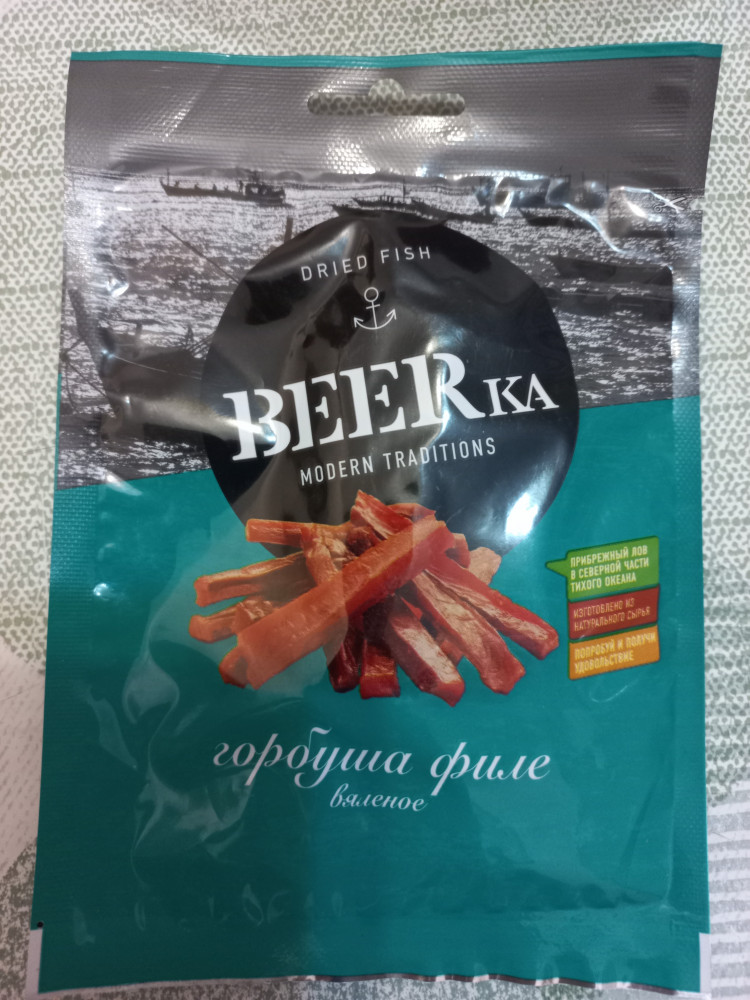 DRIED FISH
BEERKA
MODERN TRADITIONS
ПРИБРЕЖНЫЙ ЛОВ
В СЕВЕРНОЙ ЧАСТИ
ТИХОГО ОКЕАНА
ИЗГОТОВЛЕНО ИЗ
НАТУРАЛЬНОГО СЫРЬЯ
ПОПРОБУЙ И ПОЛУЧИ
УДОВОЛЬСТВИЕ
горбуша филе
вяленое